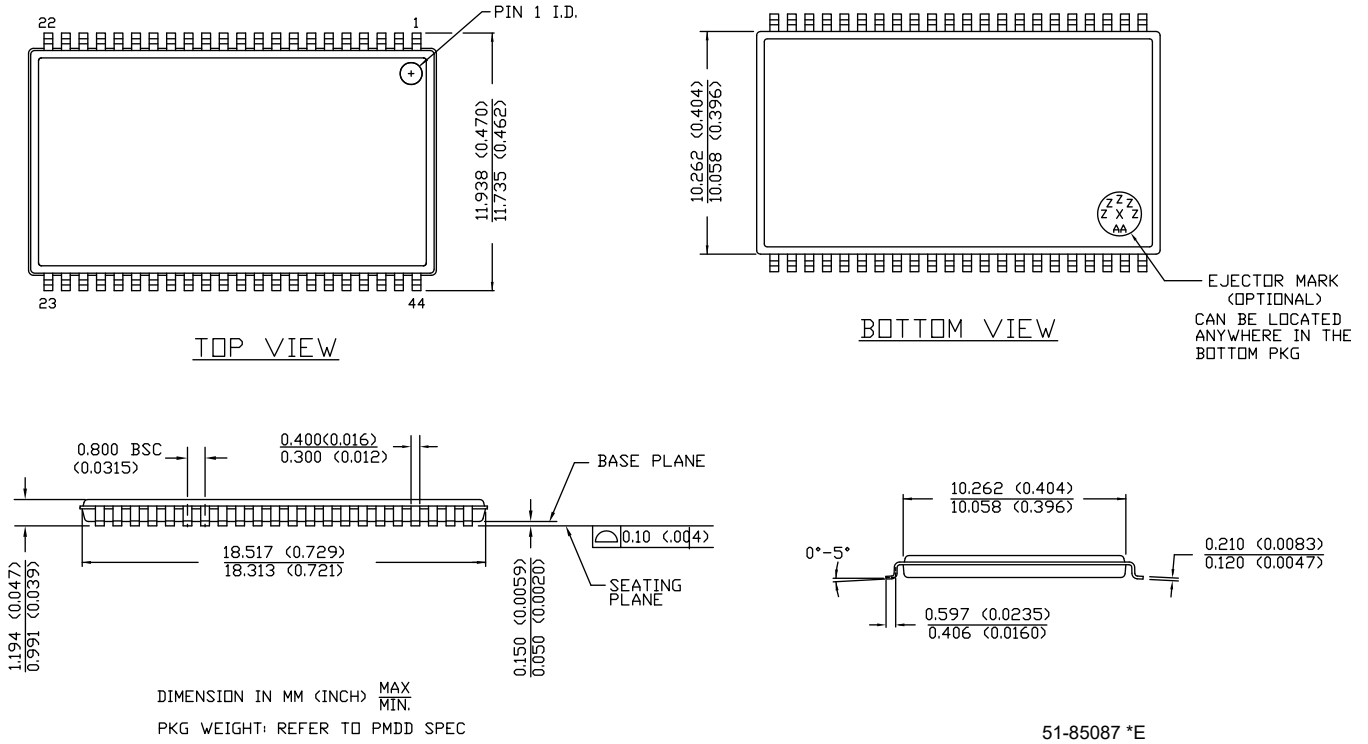 22
1
PIN 1 I.D.
11.938 (0.470)
11.735 (0.462)
23
44
TOP VIEW
10.262 (0.404)
10.058 (0.396)
Z Z Z Z Z X
AA
EJECTOR MARK
(OPTIONAL)
CAN BE LOCATED
ANYWHERE IN THE
BOTTOM PKG
BOTTOM VIEW
0.800 BSC
(0.0315)
0.400(0.016)
0.300 (0.012)
BASE PLANE
0.10 (.004)
1.194 (0.047)
0.991 (0.039)
18.517 (0.729)
18.313 (0.721)
0.150 (0.0059)
0.050 (0.0020)
SEATING
PLANE
10.262 (0.404)
10.058 (0.396)
0°-5°
0.210 (0.0083)
0.120 (0.0047)
0.597 (0.0235)
0.406 (0.0160)
DIMENSION IN MM (INCH) MAX
MIN.
PKG WEIGHT: REFER TO PMDD SPEC
51-85087 *E